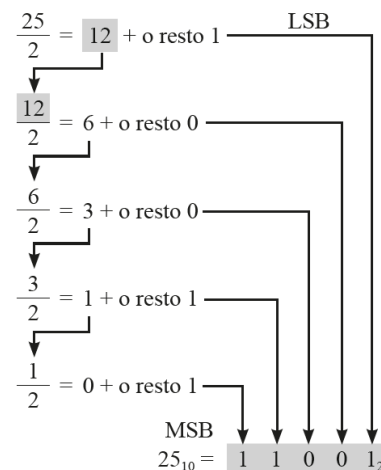 25/2 = 12 + o resto 1 LSB
12/2 = 6 + o resto 0
6/2 = 3 + o resto 0
3/2 = 1 + o resto 1
1/2 = 0 + o resto 1
MSB
25₁₀ = 1 1 0 0 1₂